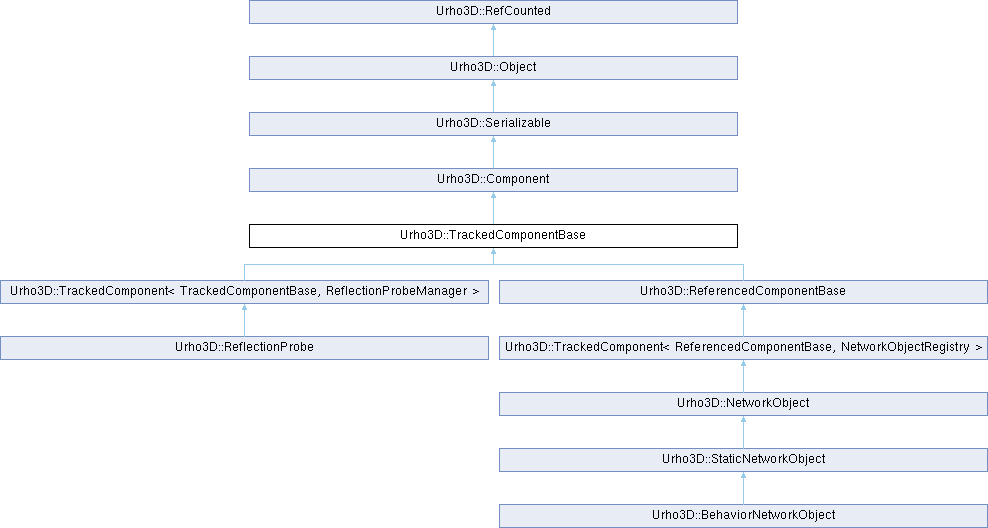 Urho3D::RefCounted
Urho3D::Object
Urho3D::Serializable
Urho3D::Component
Urho3D::TrackedComponentBase
Urho3D::TrackedComponent< TrackedComponentBase, ReflectionProbeManager >
Urho3D::ReferencedComponentBase
Urho3D::ReflectionProbe
Urho3D::TrackedComponent< ReferencedComponentBase, NetworkObjectRegistry >
Urho3D::NetworkObject
Urho3D::StaticNetworkObject
Urho3D::BehaviorNetworkObject